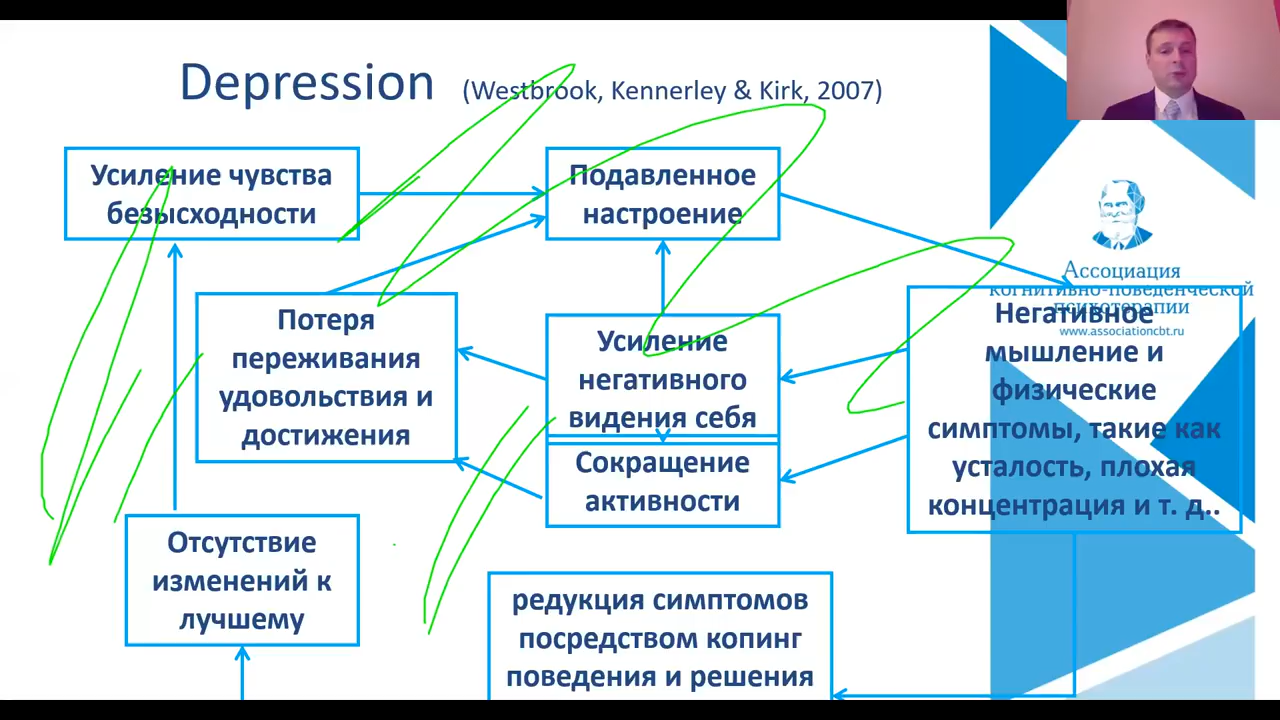 Depression (Westbrook, Kennerley & Kirk, 2007)
Усиление чувства
безысходности
Подавленное
настроение
Ассоциация
когнитивно-поведенческой
психотерапии
www.associationcbt.ru
Потеря
переживания
удовольствия и
достижения
Усиление
негативного
видения себя
Сокращение
активности
Негативное
мышление и
физические
симптомы, такие как
усталость, плохая
концентрация и т. д..
Отсутствие
изменений к
лучшему
редукция симптомов
посредством копинг
поведения и решения